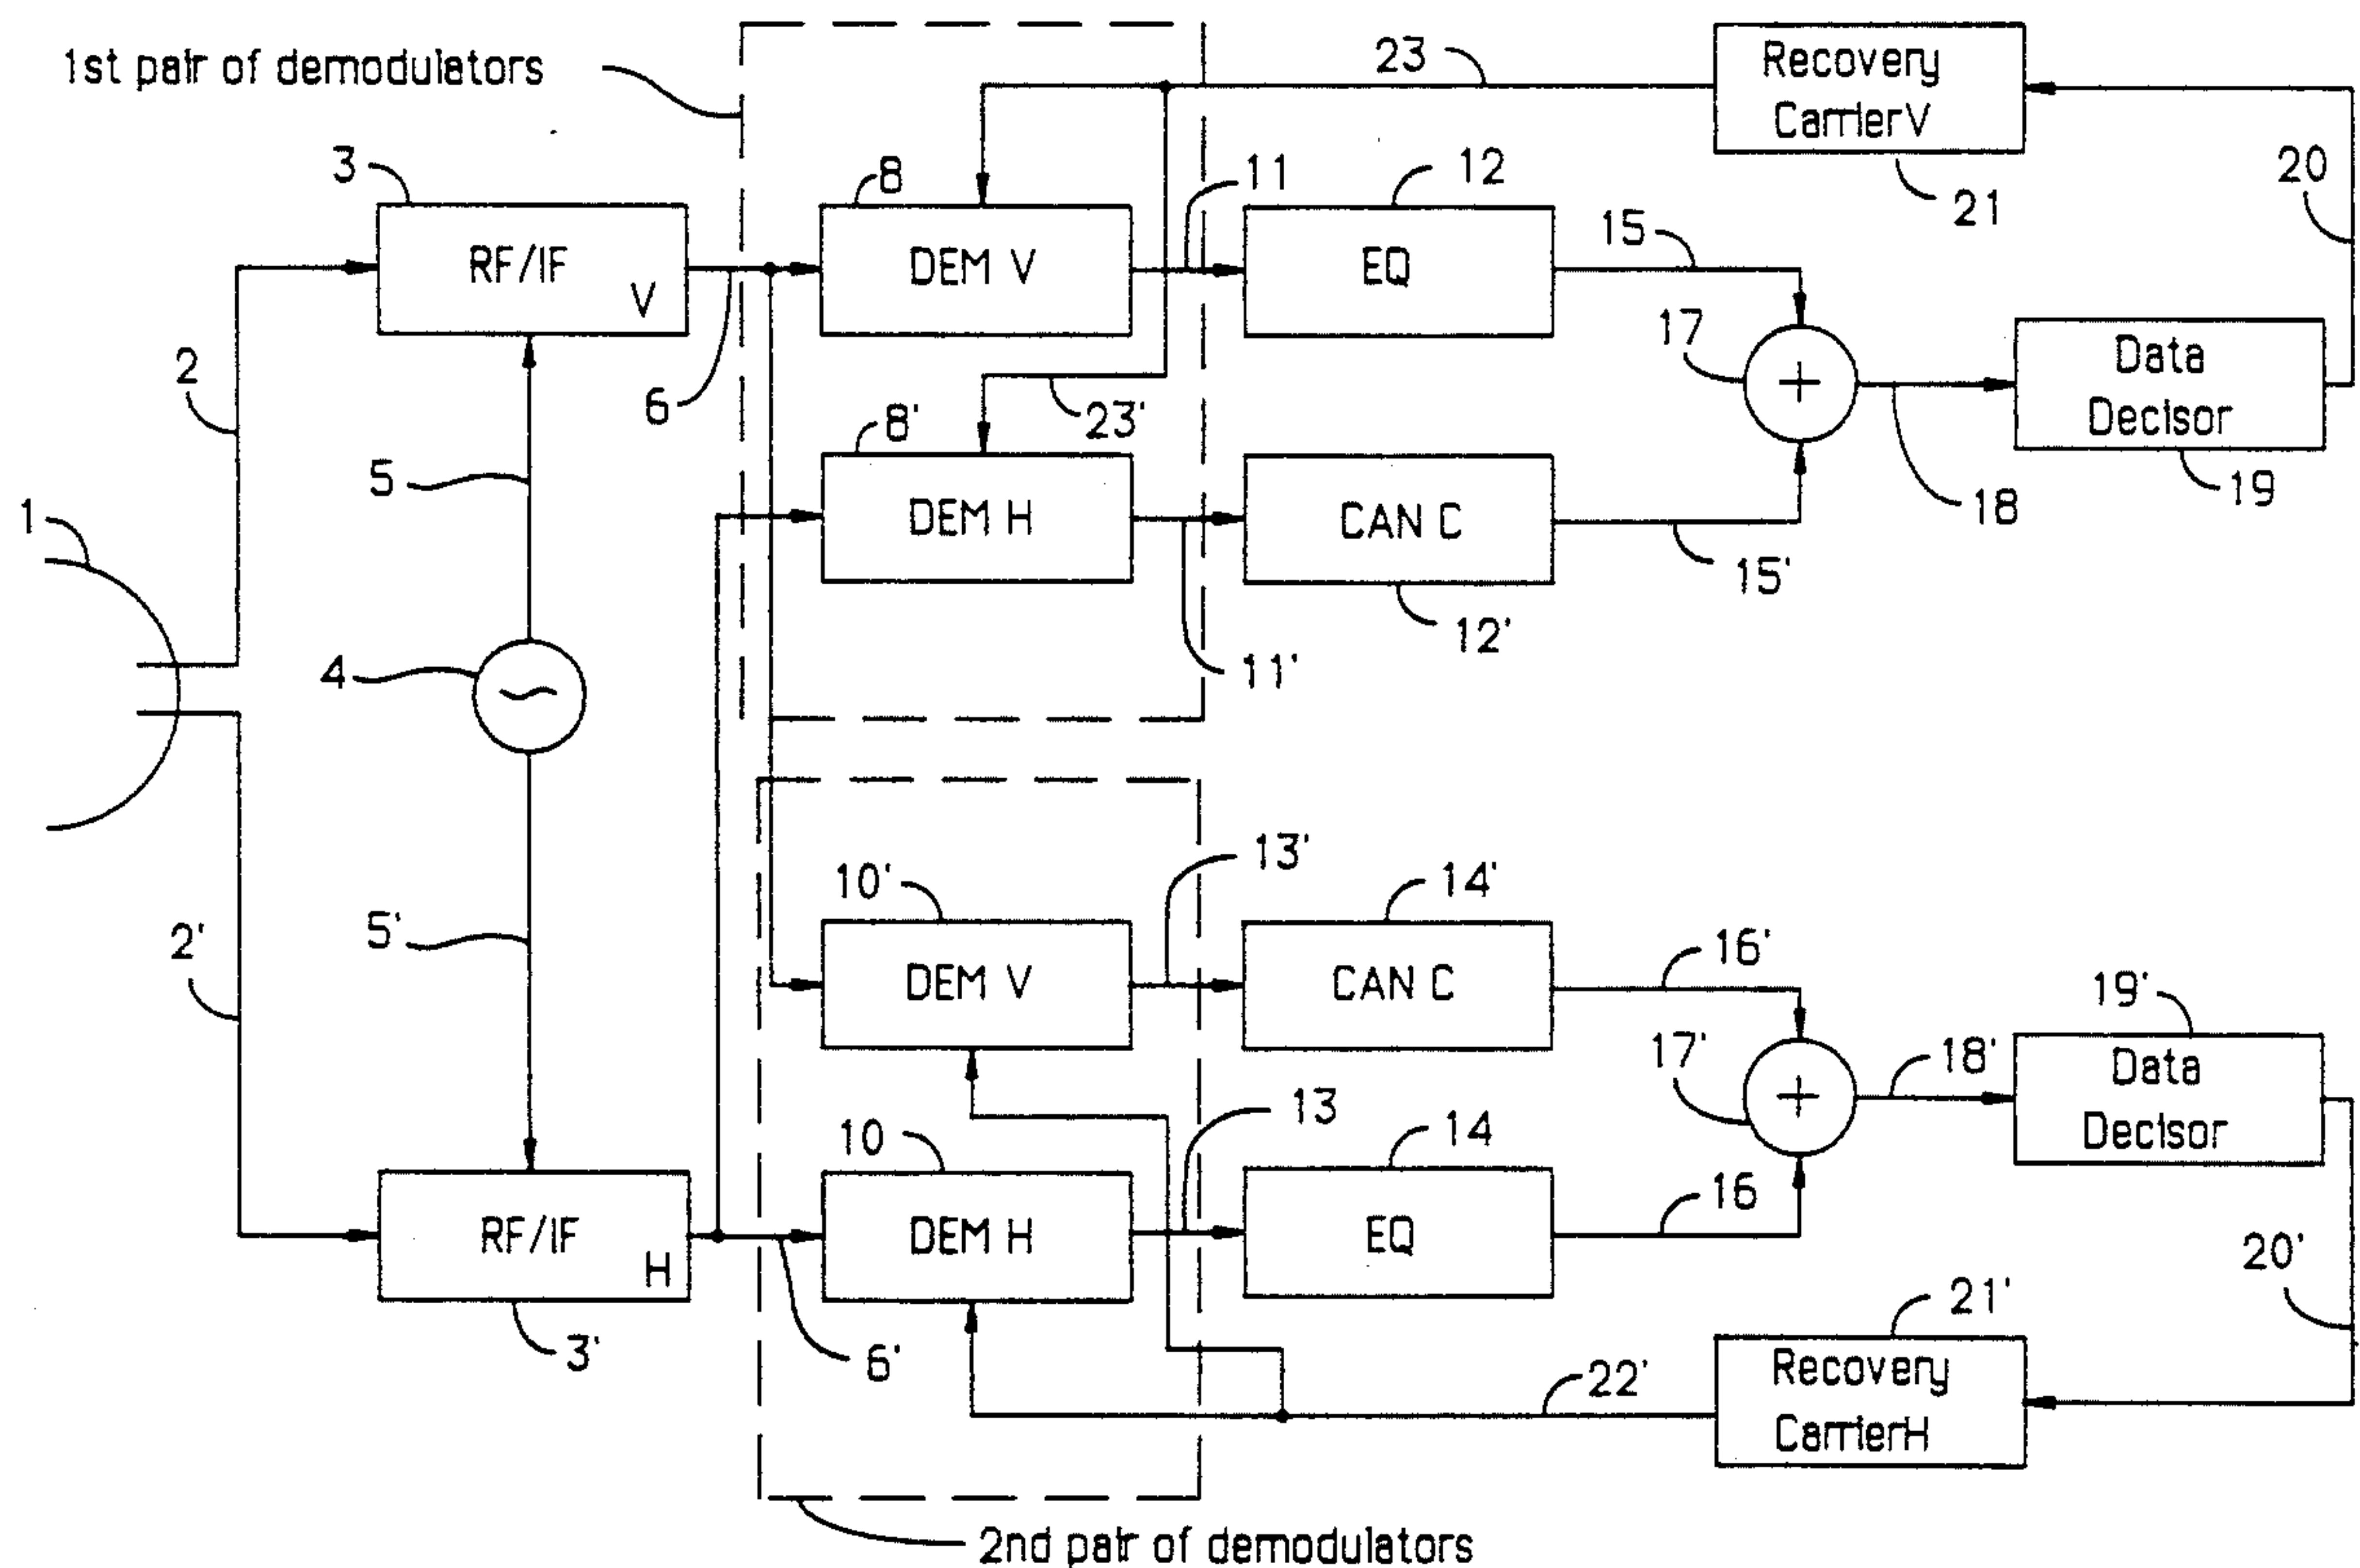 1st pair of demodulators
23
Recovery
CarrierV
21
20
3
RF/IF
V
8
DEM V
11
12
EQ
15
2
6
23'
17
Data
Decisor
18
19
5
8'
DEM H
11'
CAN C
12'
15'
1
4
10'
DEM V
13'
14'
CAN C
16'
2'
5'
17'
18'
19'
Data
Decisor
10
DEM H
13
14
EQ
16
RF/IF
H
3'
6'
20'
21'
22'
Recovery
CarrierH
2nd pair of demodulators